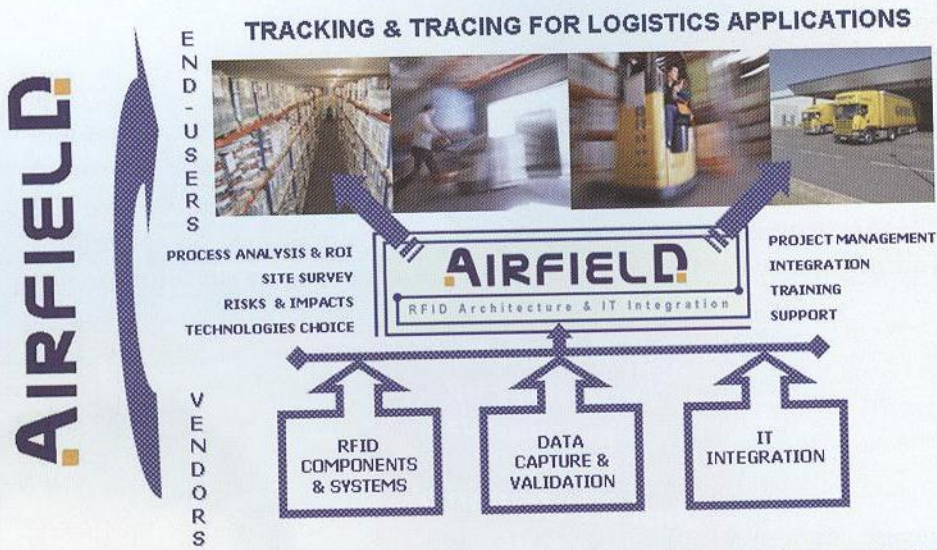 AIRFIELD
END-USERS
VENDORS
TRACKING & TRACING FOR LOGISTICS APPLICATIONS
PROCESS ANALYSIS & ROI
SITE SURVEY
RISKS & IMPACTS
TECHNOLOGIES CHOICE
AIRFIELD
RFID Architecture & IT Integration
PROJECT MANAGEMENT
INTEGRATION
TRAINING
SUPPORT
RFID
COMPONENTS
& SYSTEMS
DATA
CAPTURE &
VALIDATION
IT
INTEGRATION